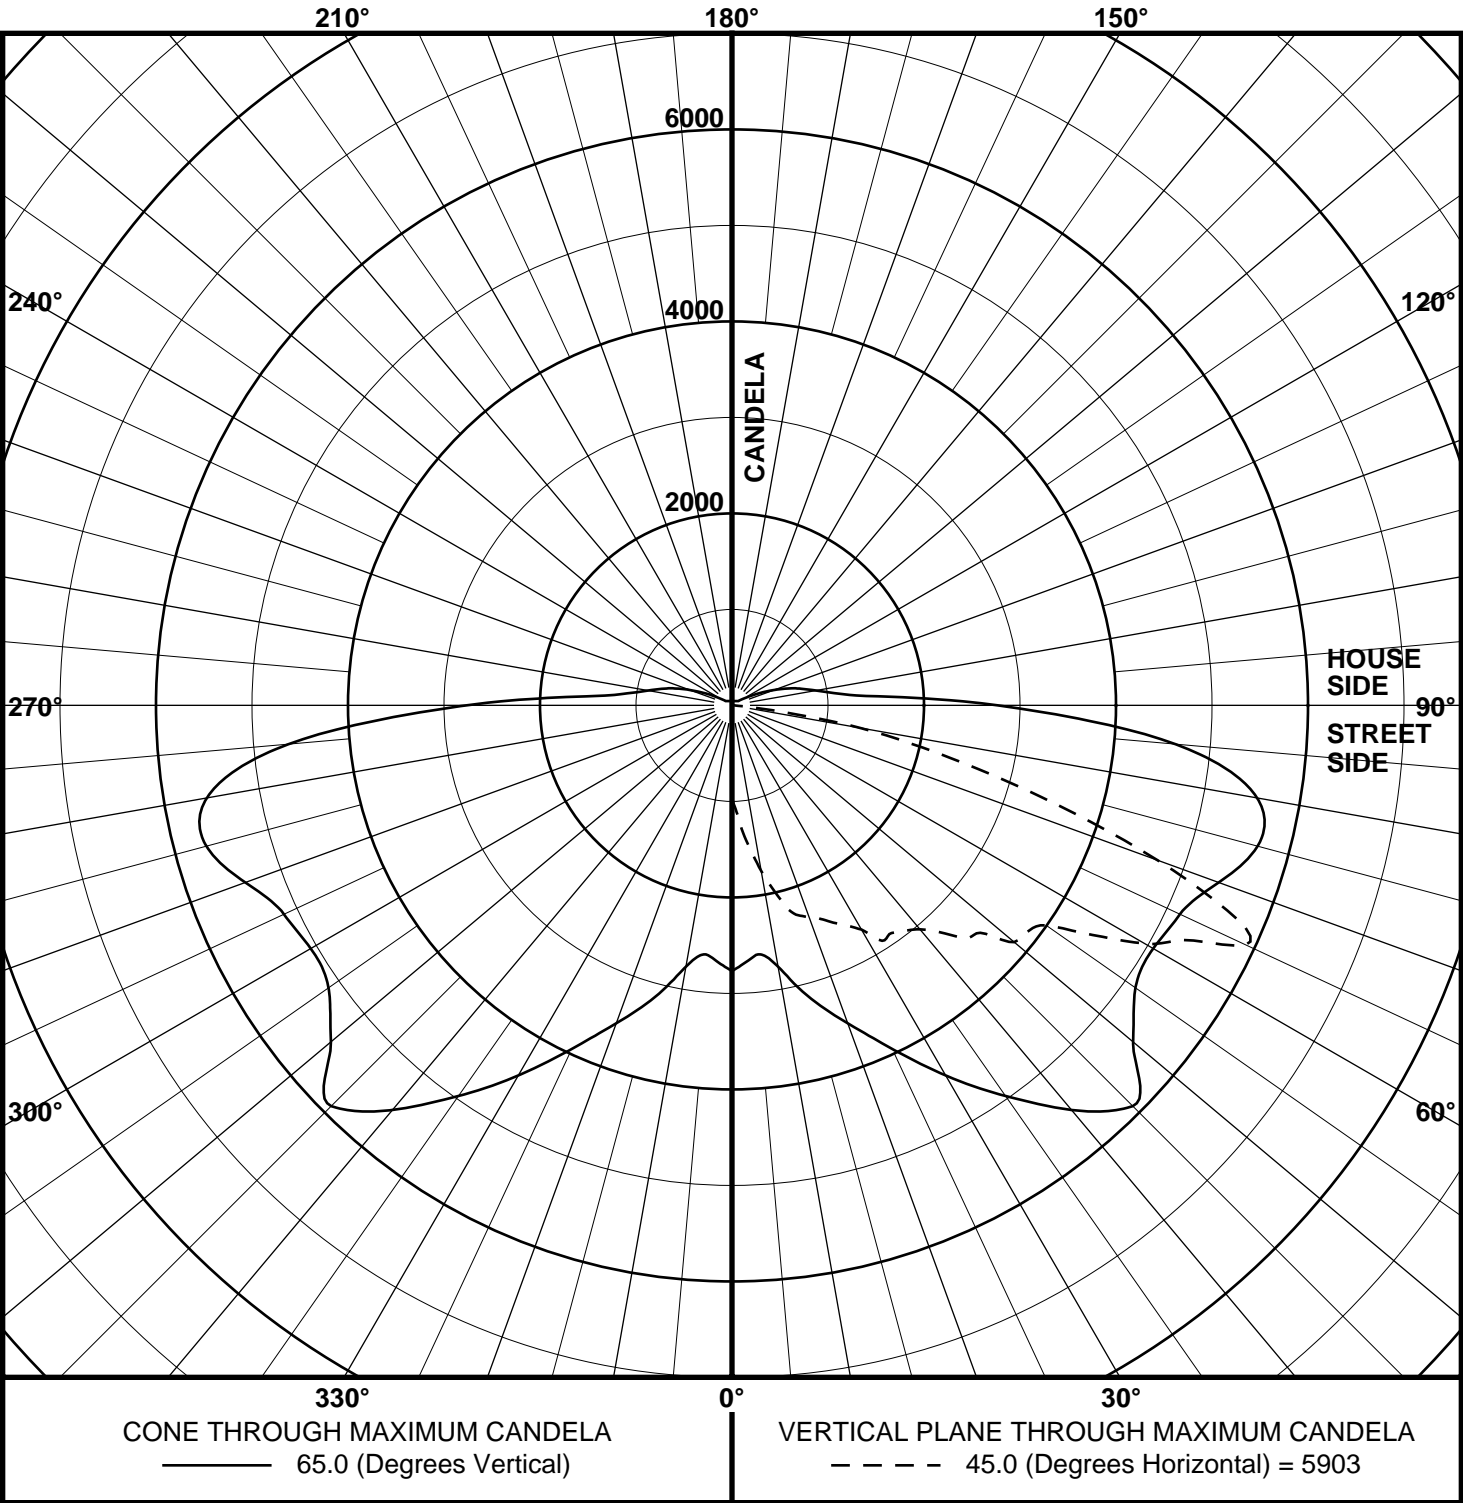 210° 180° 150°
6000
240° 120°
4000
CANDELA
2000
HOUSE
SIDE
270° 90°
STREET
SIDE
300° 60°
330° 0° 30°
CONE THROUGH MAXIMUM CANDELA
65.0 (Degrees Vertical)
VERTICAL PLANE THROUGH MAXIMUM CANDELA
45.0 (Degrees Horizontal) = 5903